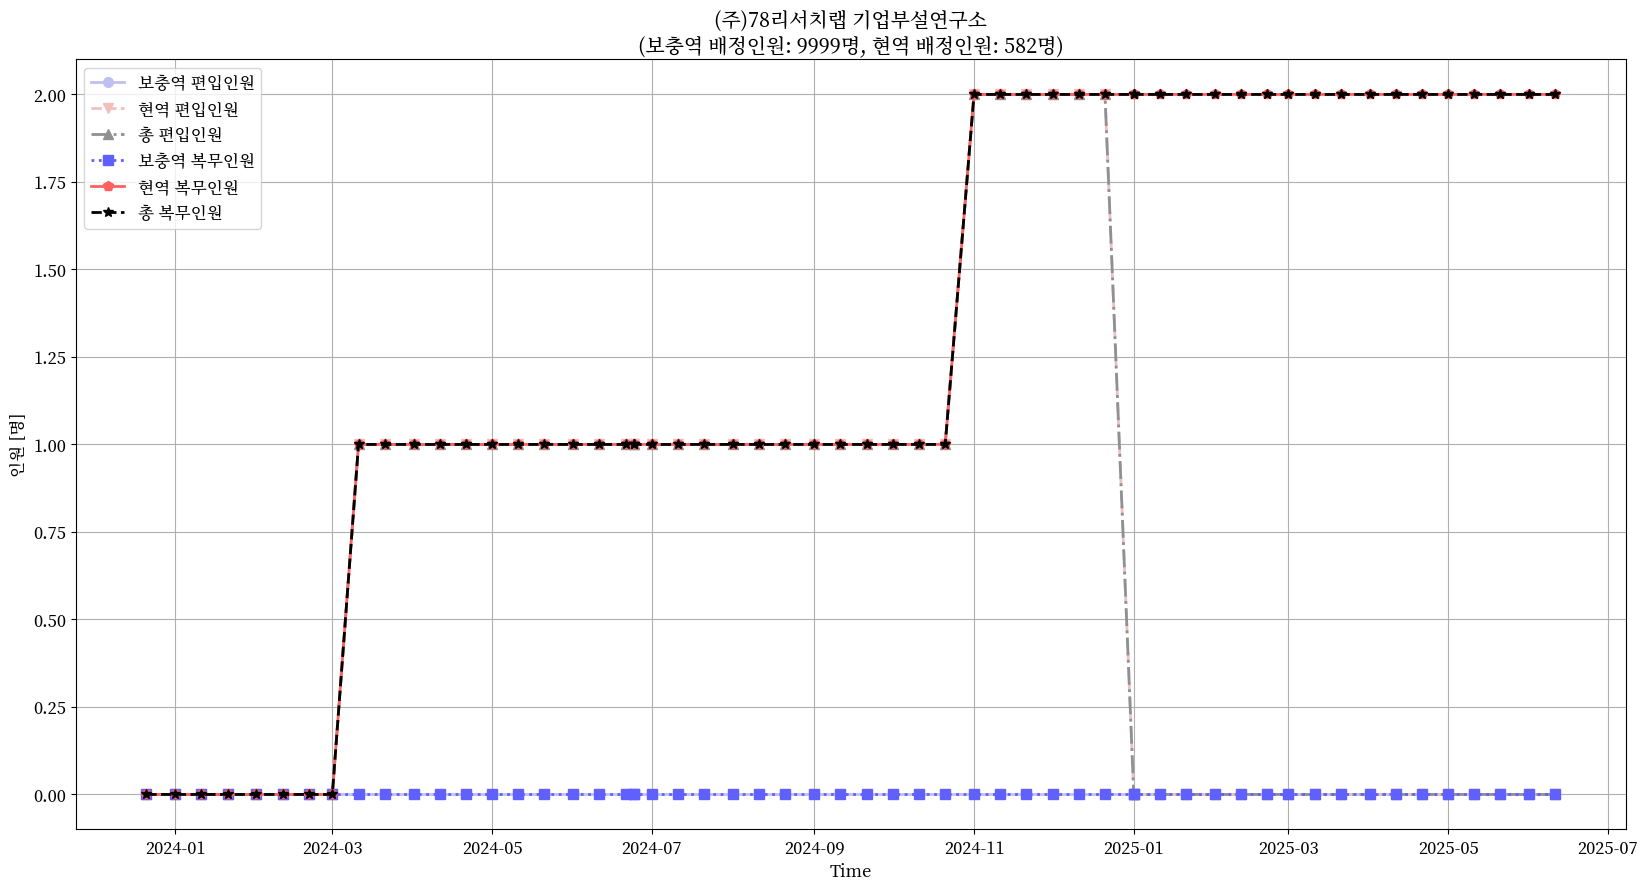 (주)78리서치랩 기업부설연구소
(보충역 배정인원: 9999명, 현역 배정인원: 582명)
보충역 편입인원
현역 편입인원
총 편입인원
보충역 복무인원
현역 복무인원
총 복무인원
인원 [명]
2.00
1.75
1.50
1.25
1.00
0.75
0.50
0.25
0.00
2024-01 2024-03 2024-05 2024-07 2024-09 2024-11 2025-01 2025-03 2025-05 2025-07
Time